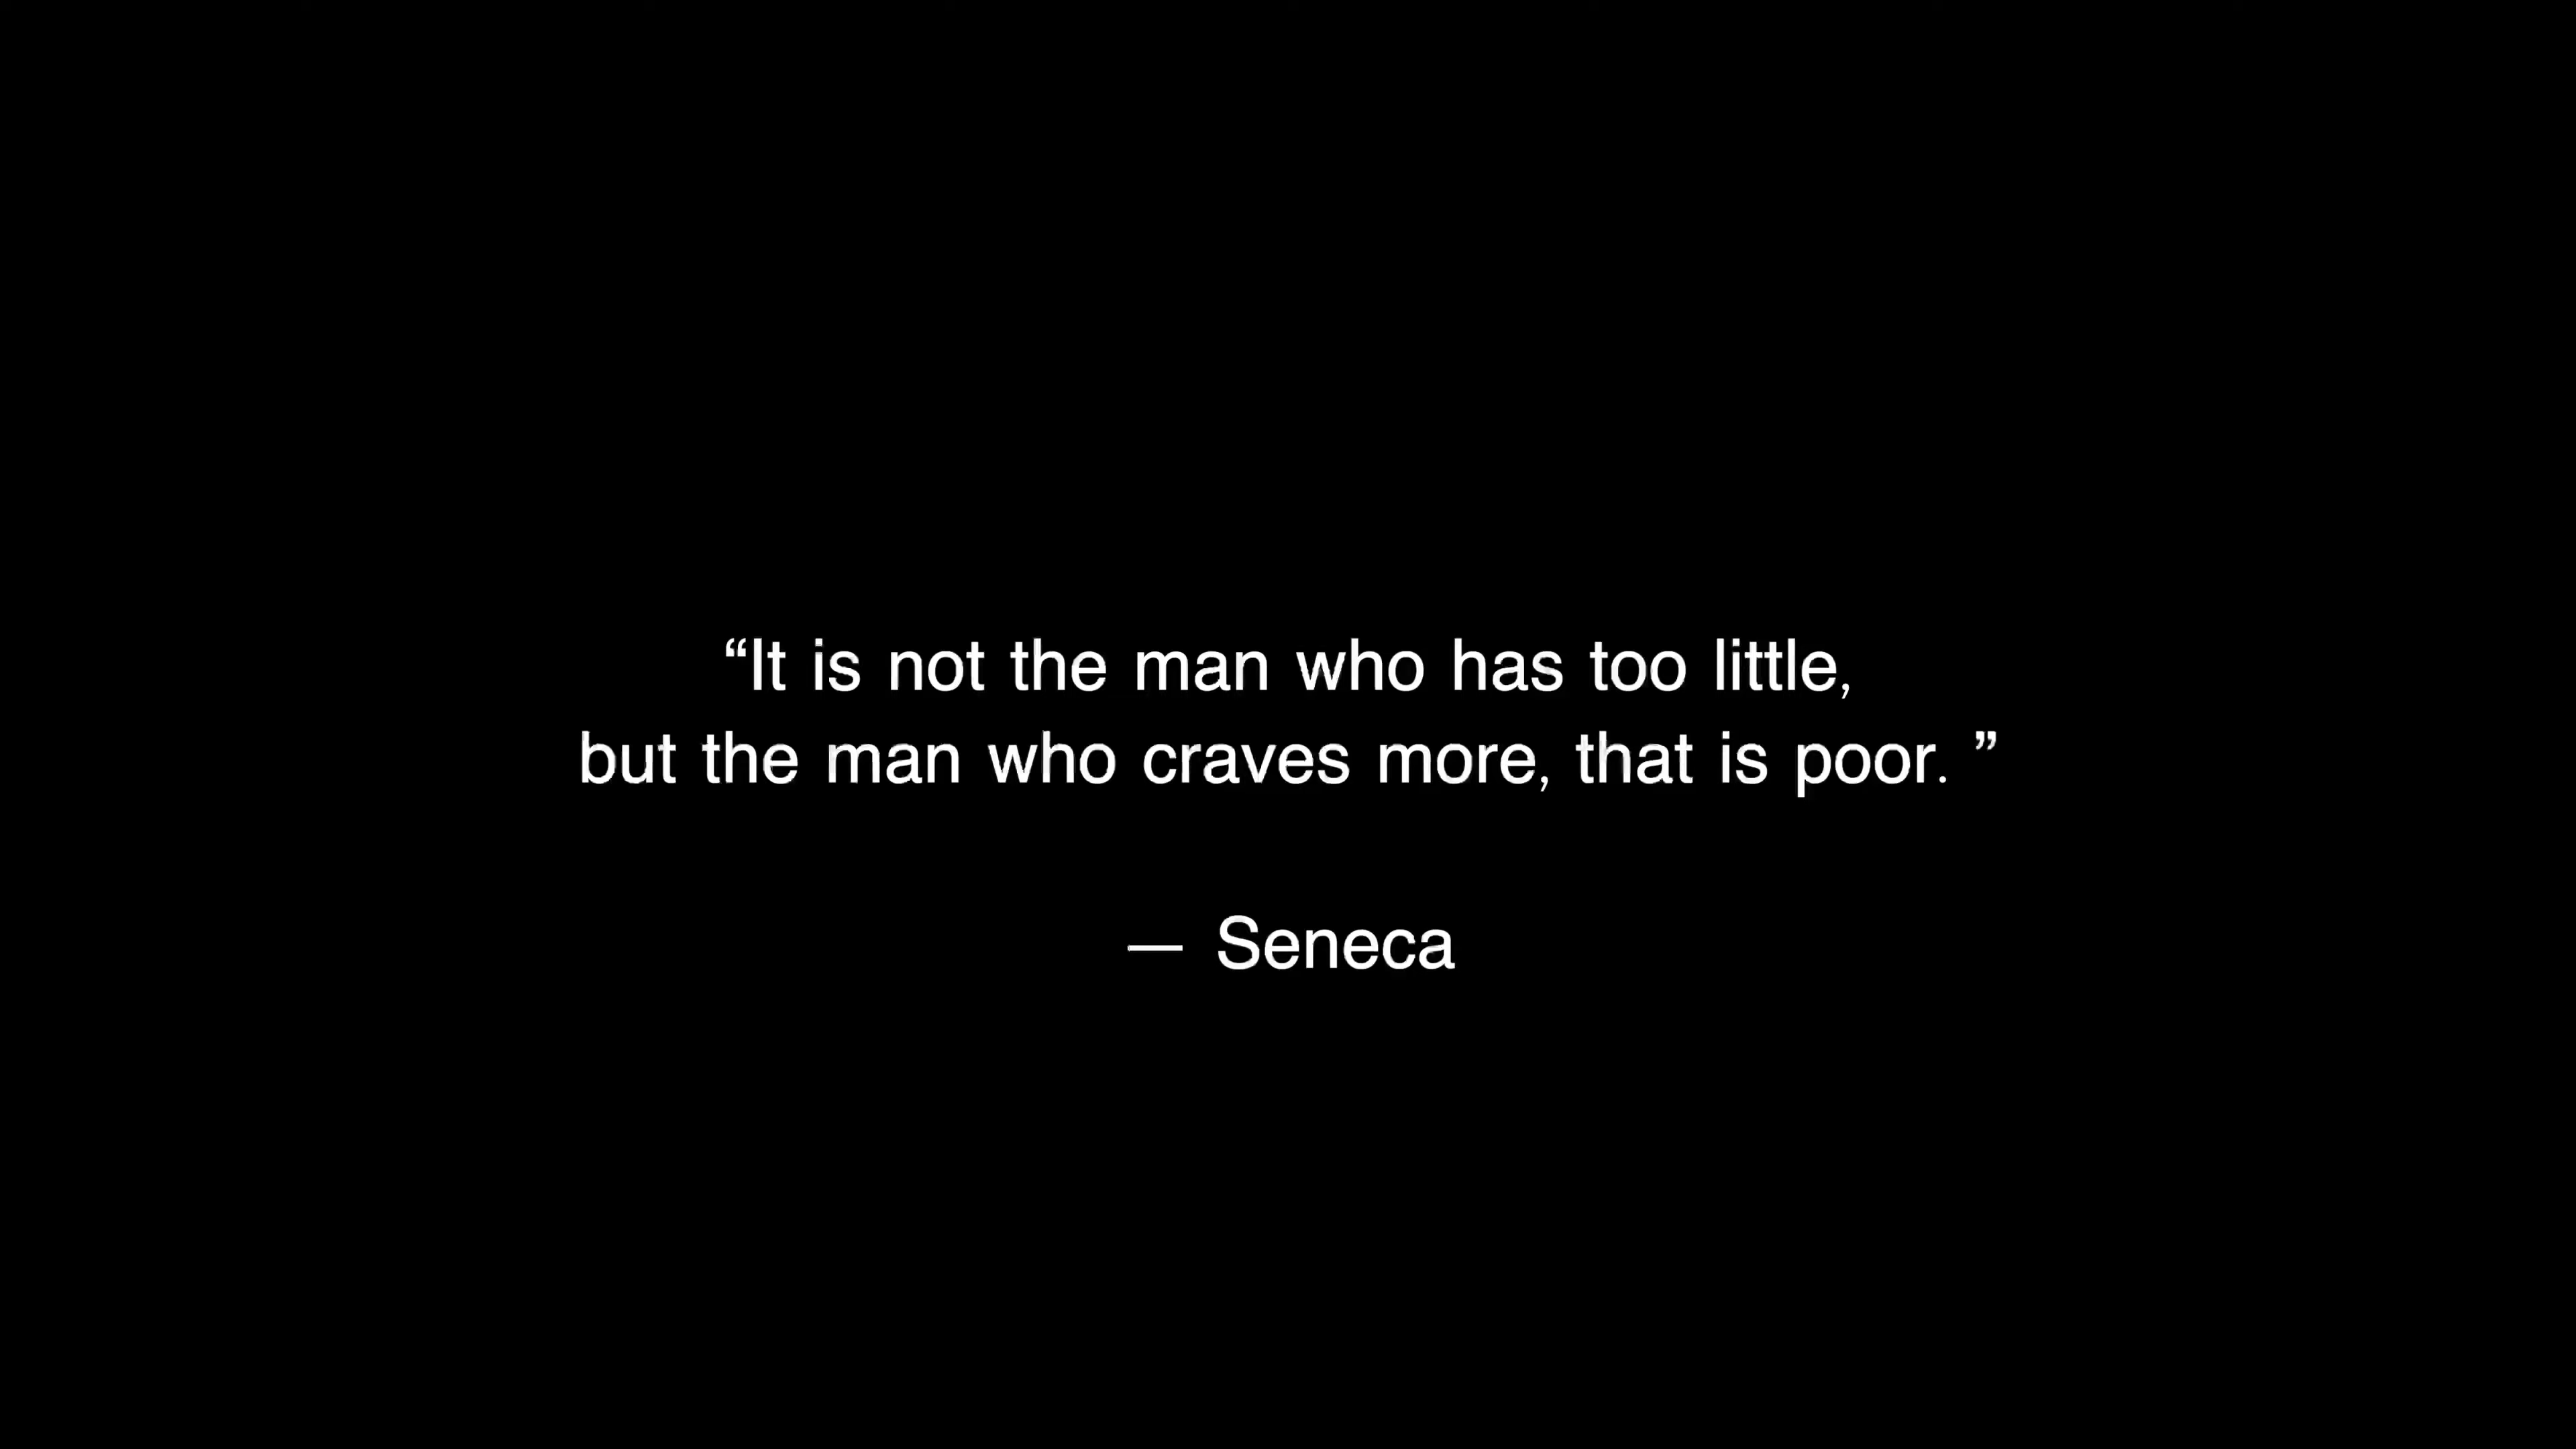 “It is not the man who has too little,
but the man who craves more, that is poor. ”
— Seneca